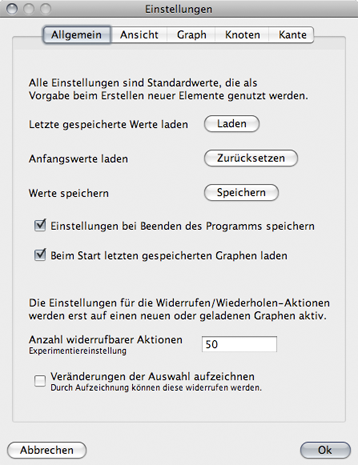 Einstellungen
Allgemein Ansicht Graph Knoten Kante
Alle Einstellungen sind Standardwerte, die als
Vorgabe beim Erstellen neuer Elemente genutzt werden.
Letzte gespeicherte Werte laden Laden
Anfangswerte laden Zurücksetzen
Werte speichern Speichern
Einstellungen bei Beenden des Programms speichern
Beim Start letzten gespeicherten Graphen laden
Die Einstellungen für die Widerrufen/Wiederholen-Aktionen
werden erst auf einen neuen oder geladenen Graphen aktiv.
Anzahl widerrufbarer Aktionen 50
Experimentiereinstellung
Veränderungen der Auswahl aufzeichnen
Durch Aufzeichnung können diese widerrufen werden.
Abbrechen Ok